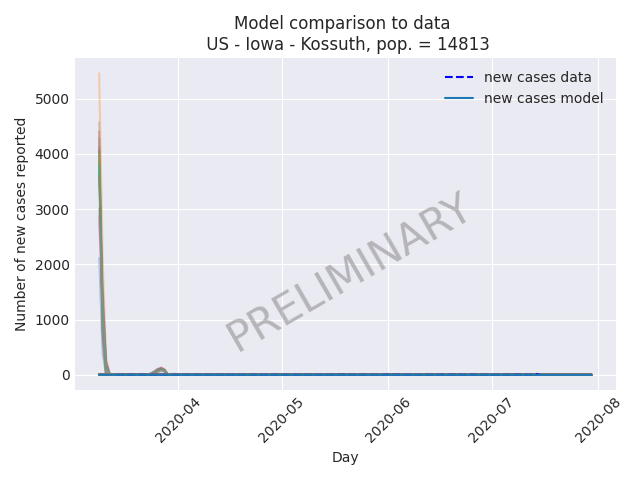 Model comparison to data
US - Iowa - Kossuth, pop. = 14813
new cases data
new cases model
Number of new cases reported
5000
4000
3000
2000
1000
0
PRELIMINARY
2020-04
2020-05
2020-06
2020-07
2020-08
Day